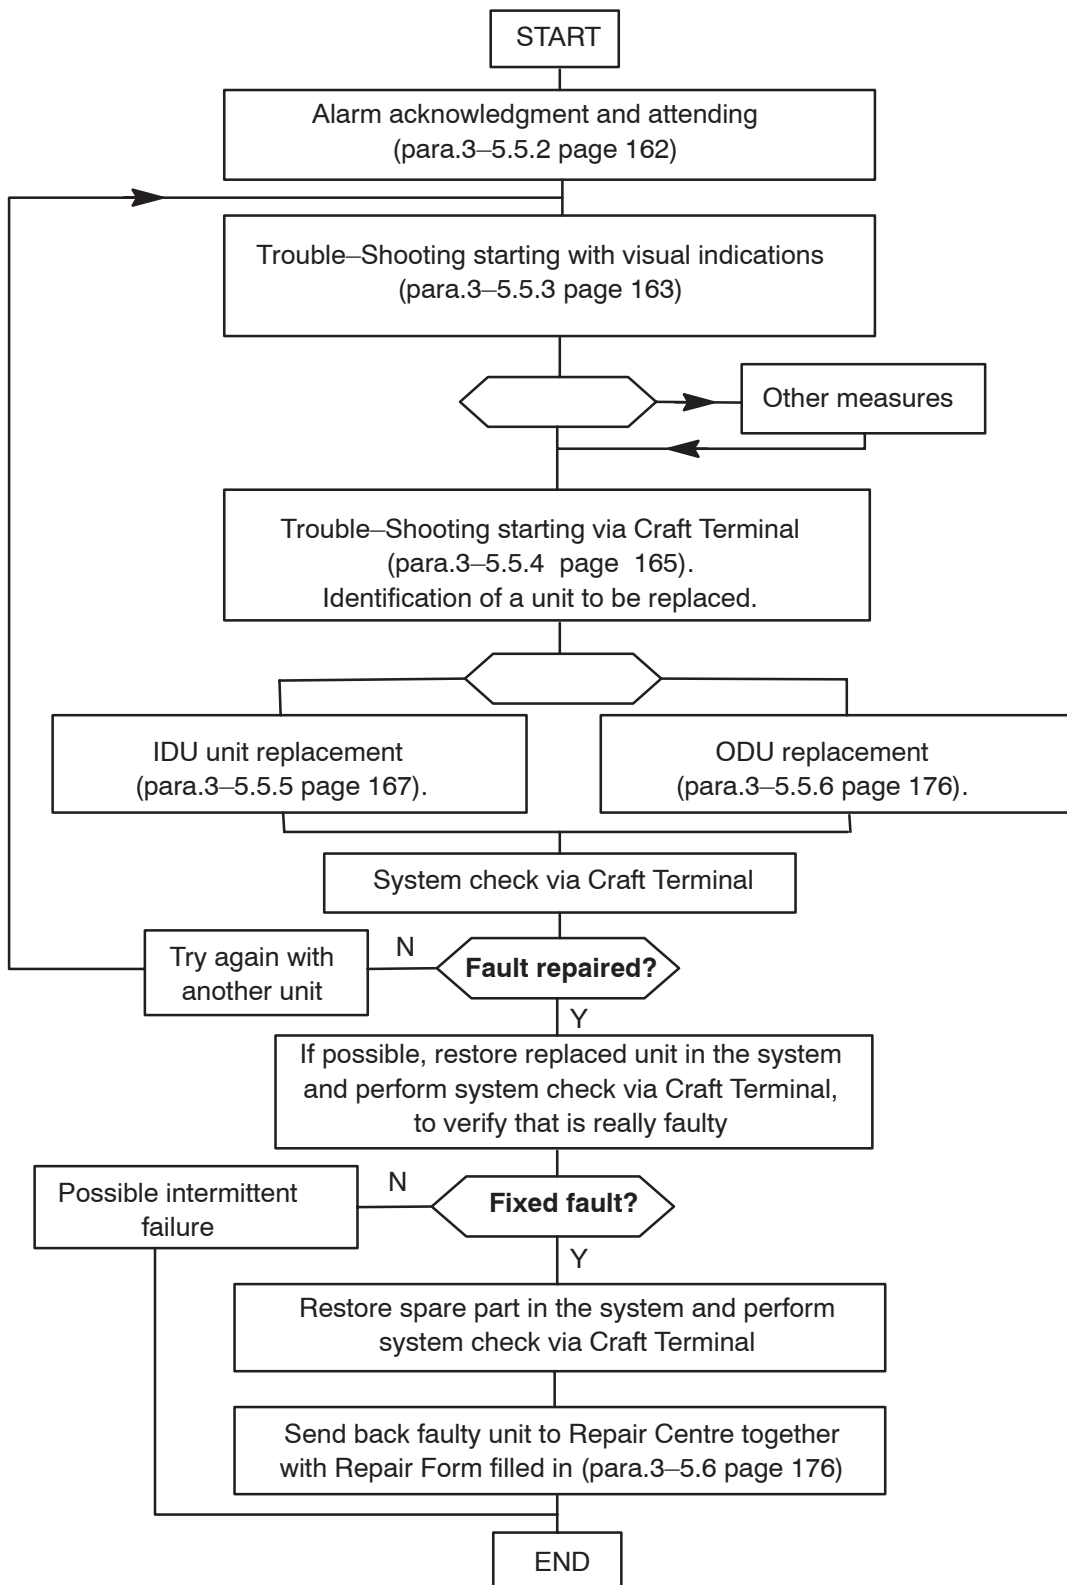 START
Alarm acknowledgment and attending
(para.3–5.5.2 page 162)
Trouble–Shooting starting with visual indications
(para.3–5.5.3 page 163)
Other measures
Trouble–Shooting starting via Craft Terminal
(para.3–5.5.4 page 165).
Identification of a unit to be replaced.
IDU unit replacement
(para.3–5.5.5 page 167).
ODU replacement
(para.3–5.5.6 page 176).
System check via Craft Terminal
Try again with
another unit
N
Fault repaired?
Y
If possible, restore replaced unit in the system
and perform system check via Craft Terminal,
to verify that is really faulty
Possible intermittent
failure
N
Fixed fault?
Y
Restore spare part in the system and perform
system check via Craft Terminal
Send back faulty unit to Repair Centre together
with Repair Form filled in (para.3–5.6 page 176)
END